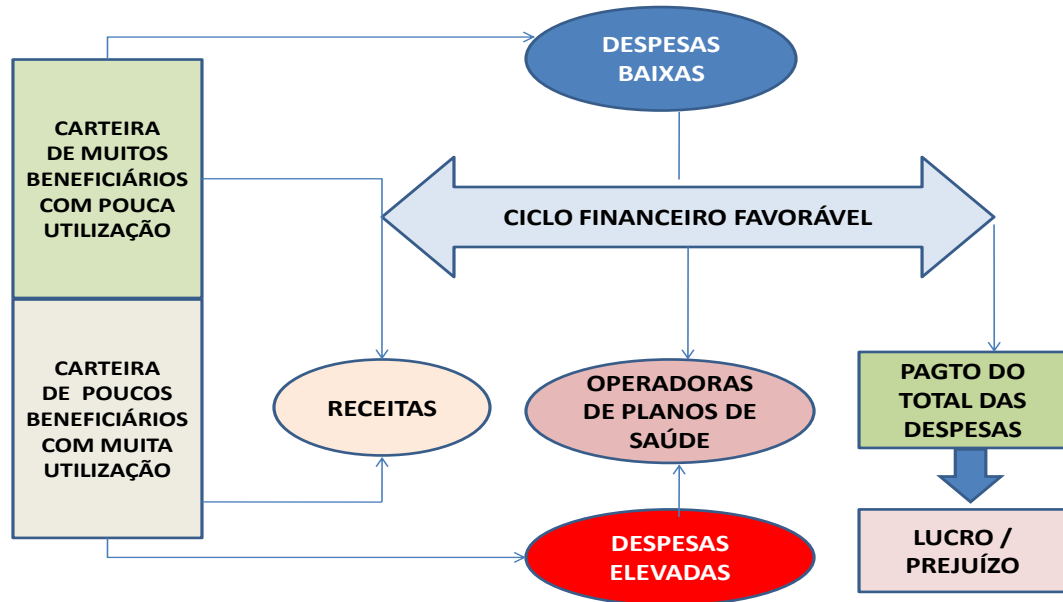 DESPESAS
BAIXAS
CARTEIRA
DE MUITOS
BENEFICIÁRIOS
COM POUCA
UTILIZAÇÃO
CICLO FINANCEIRO FAVORÁVEL
CARTEIRA
DE POUCOS
BENEFICIÁRIOS
COM MUITA
UTILIZAÇÃO
RECEITAS
OPERADORAS
DE PLANOS DE
SAÚDE
PAGTO DO
TOTAL DAS
DESPESAS
DESPESAS
ELEVADAS
LUCRO /
PREJUÍZO